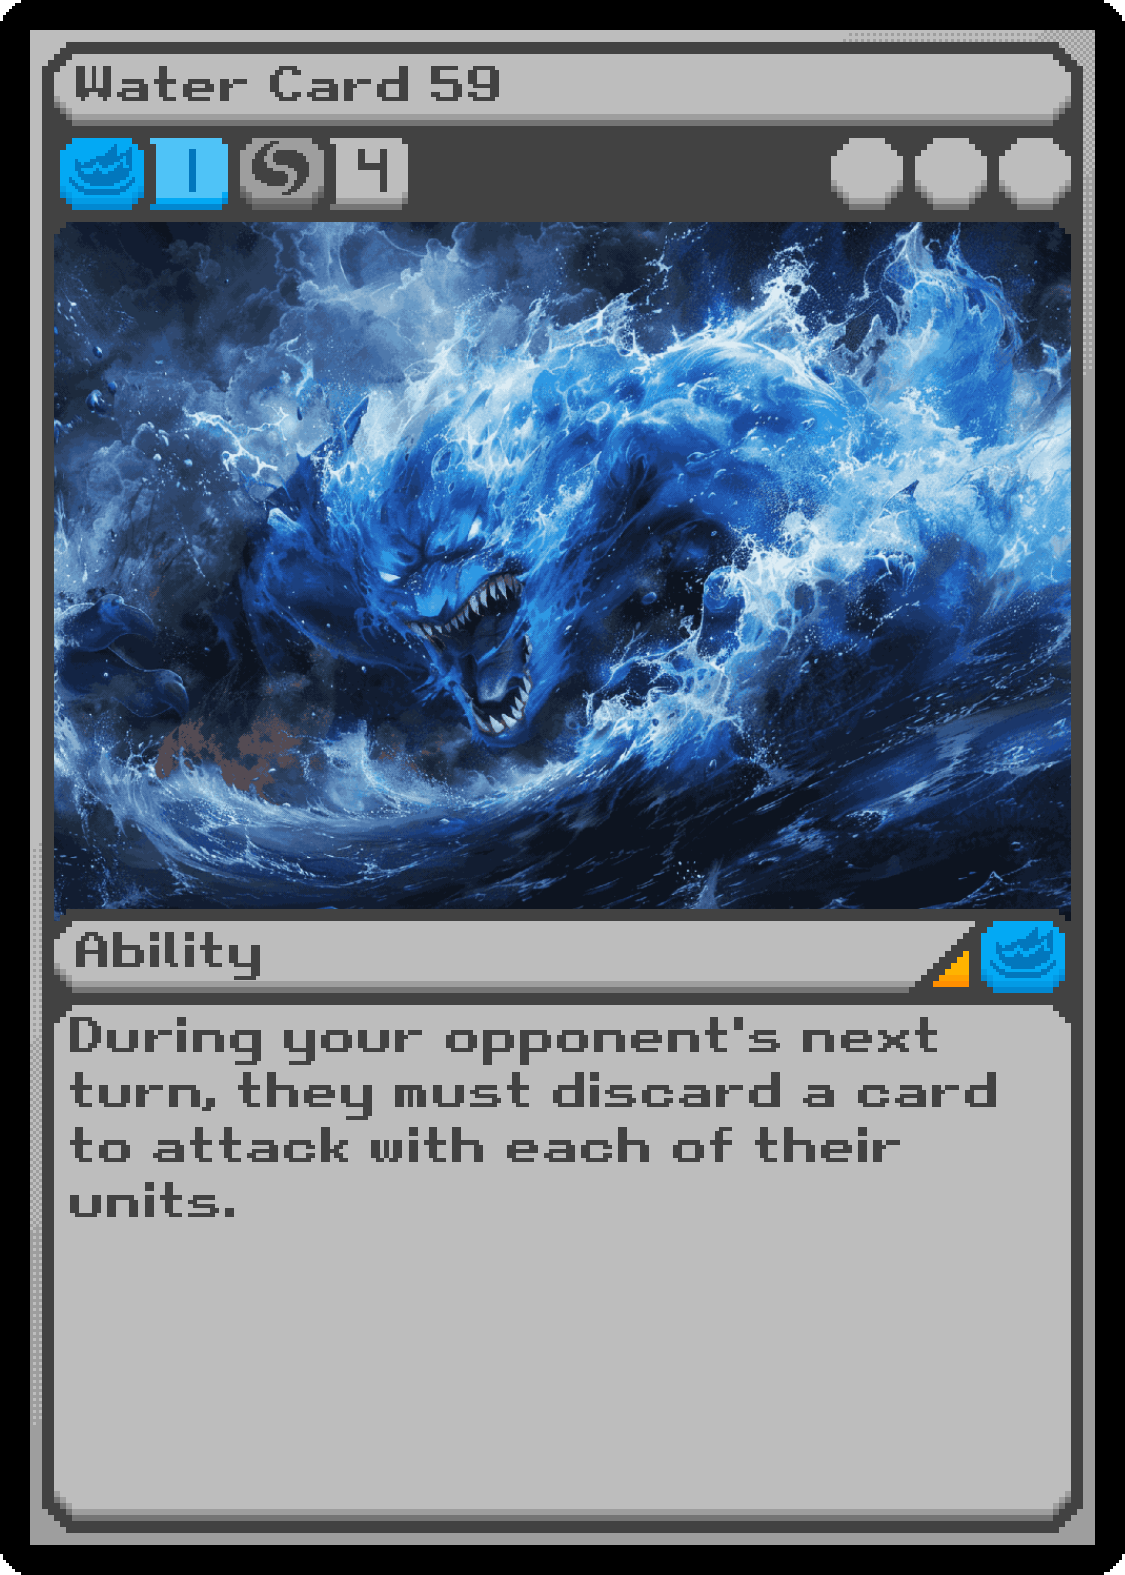 Water Card 59
1 4
Ability
During your opponent's next
turn, they must discard a card
to attack with each of their
units.